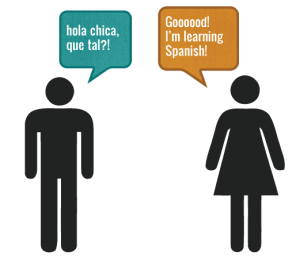 hola chica,
que tal?!
Goooood!
I'm learning
Spanish!